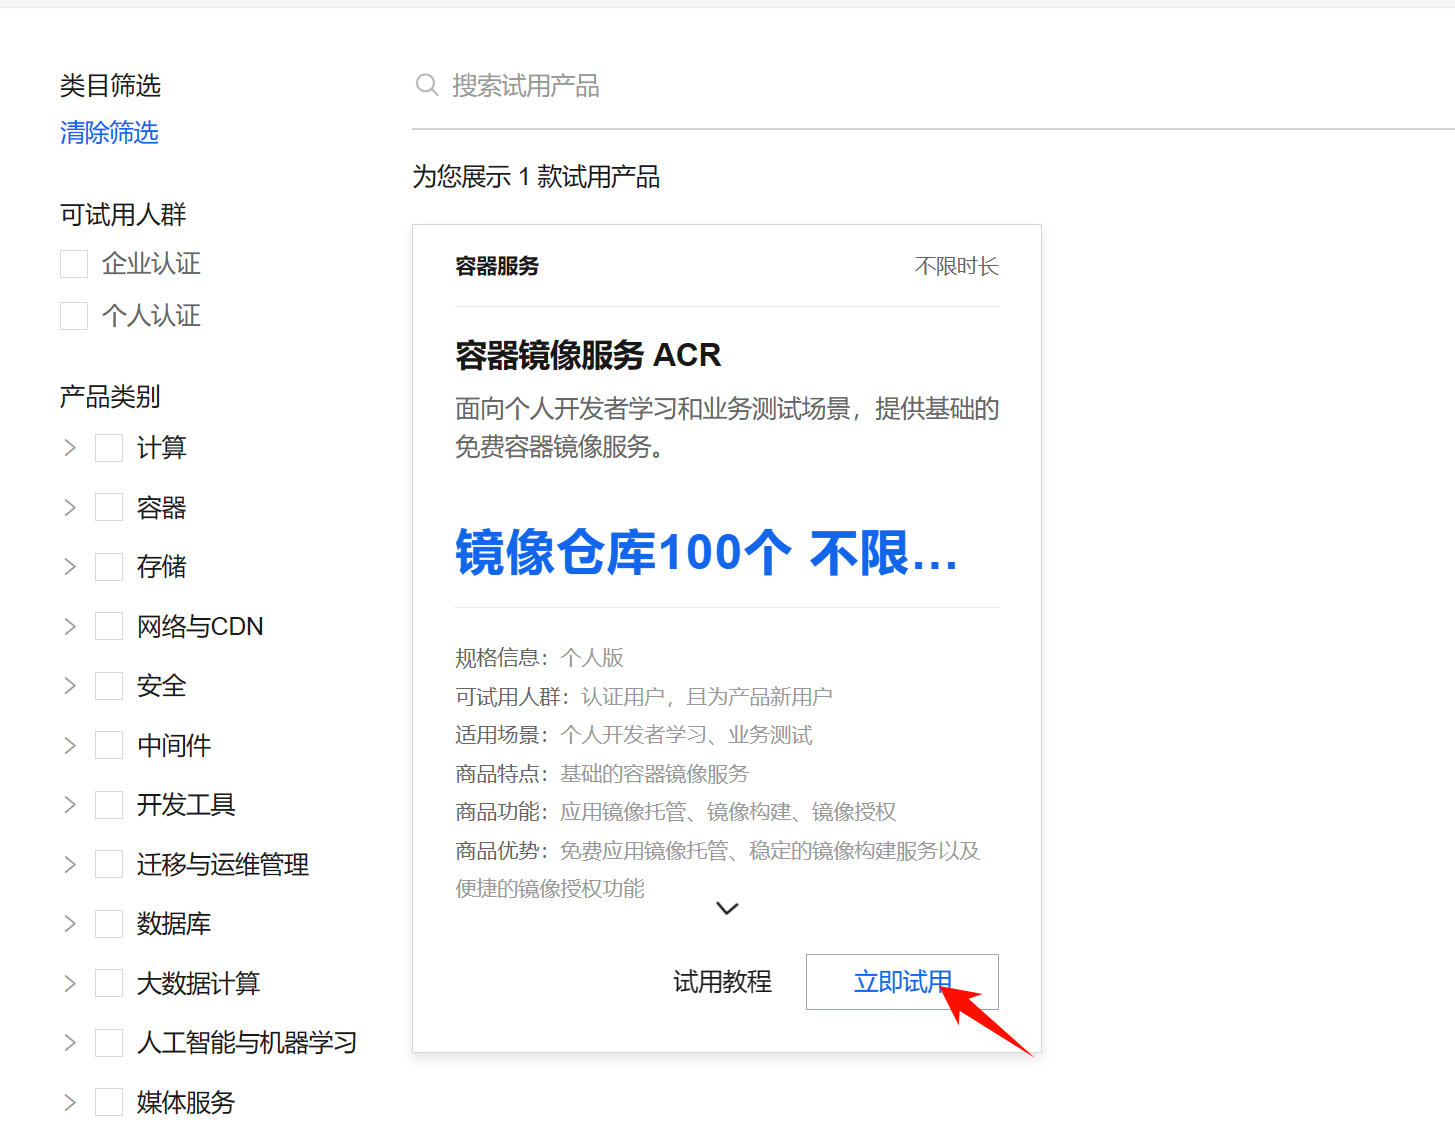 类目筛选
清除筛选
可试用人群
企业认证
个人认证
产品类别
计算
容器
存储
网络与CDN
安全
中间件
开发工具
迁移与运维管理
数据库
大数据计算
人工智能与机器学习
媒体服务
搜索试用产品
为您展示 1 款试用产品
容器服务
不限时长
容器镜像服务 ACR
面向个人开发者学习和业务测试场景，提供基础的
免费容器镜像服务。
镜像仓库100个 不限...
规格信息：个人版
可试用人群：认证用户，且为产品新用户
适用场景：个人开发者学习、业务测试
商品特点：基础的容器镜像服务
商品功能：应用镜像托管、镜像构建、镜像授权
商品优势：免费应用镜像托管、稳定的镜像构建服务以及
便捷的镜像授权功能
试用教程
立即试用